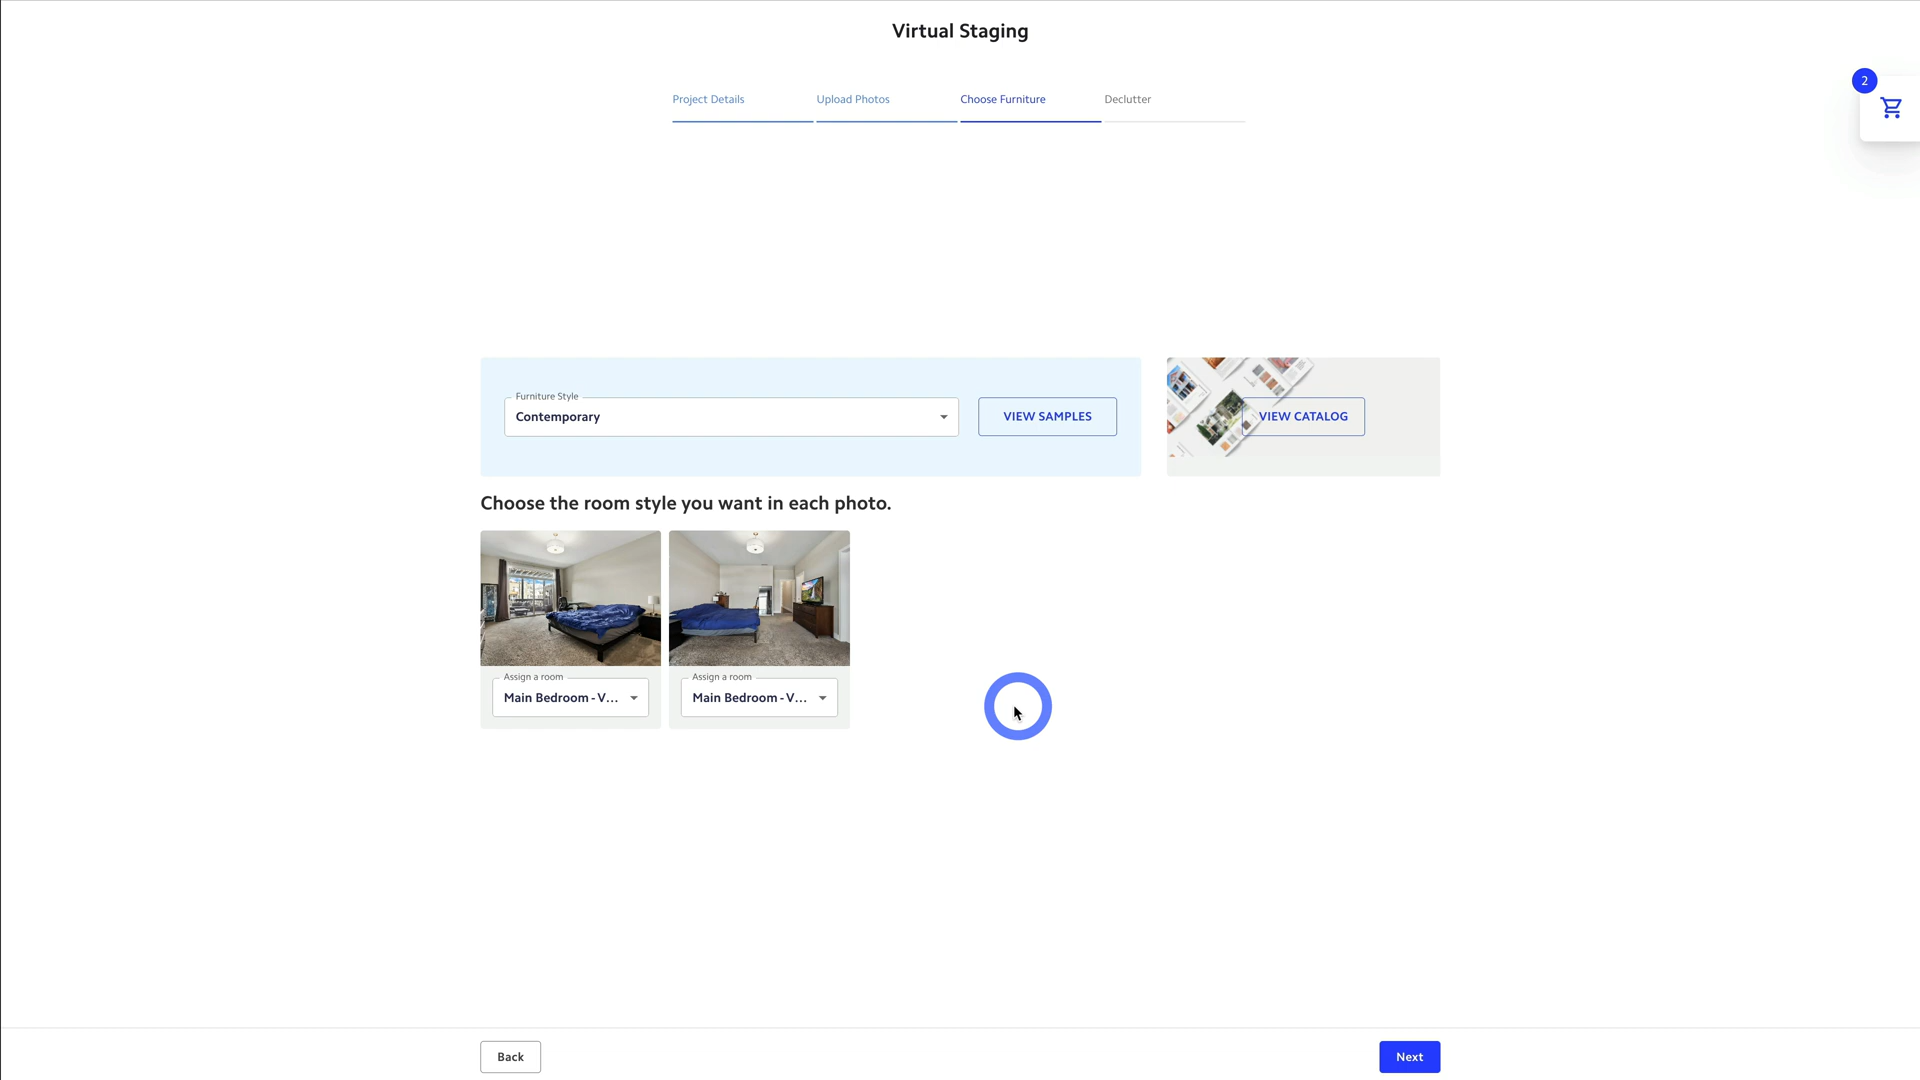 Virtual Staging
2
Project Details
Upload Photos
Choose Furniture
Declutter
Furniture Style
Contemporary
VIEW SAMPLES
VIEW CATALOG
Choose the room style you want in each photo.
Assign a room
Main Bedroom - V...
Assign a room
Main Bedroom - V...
Back
Next